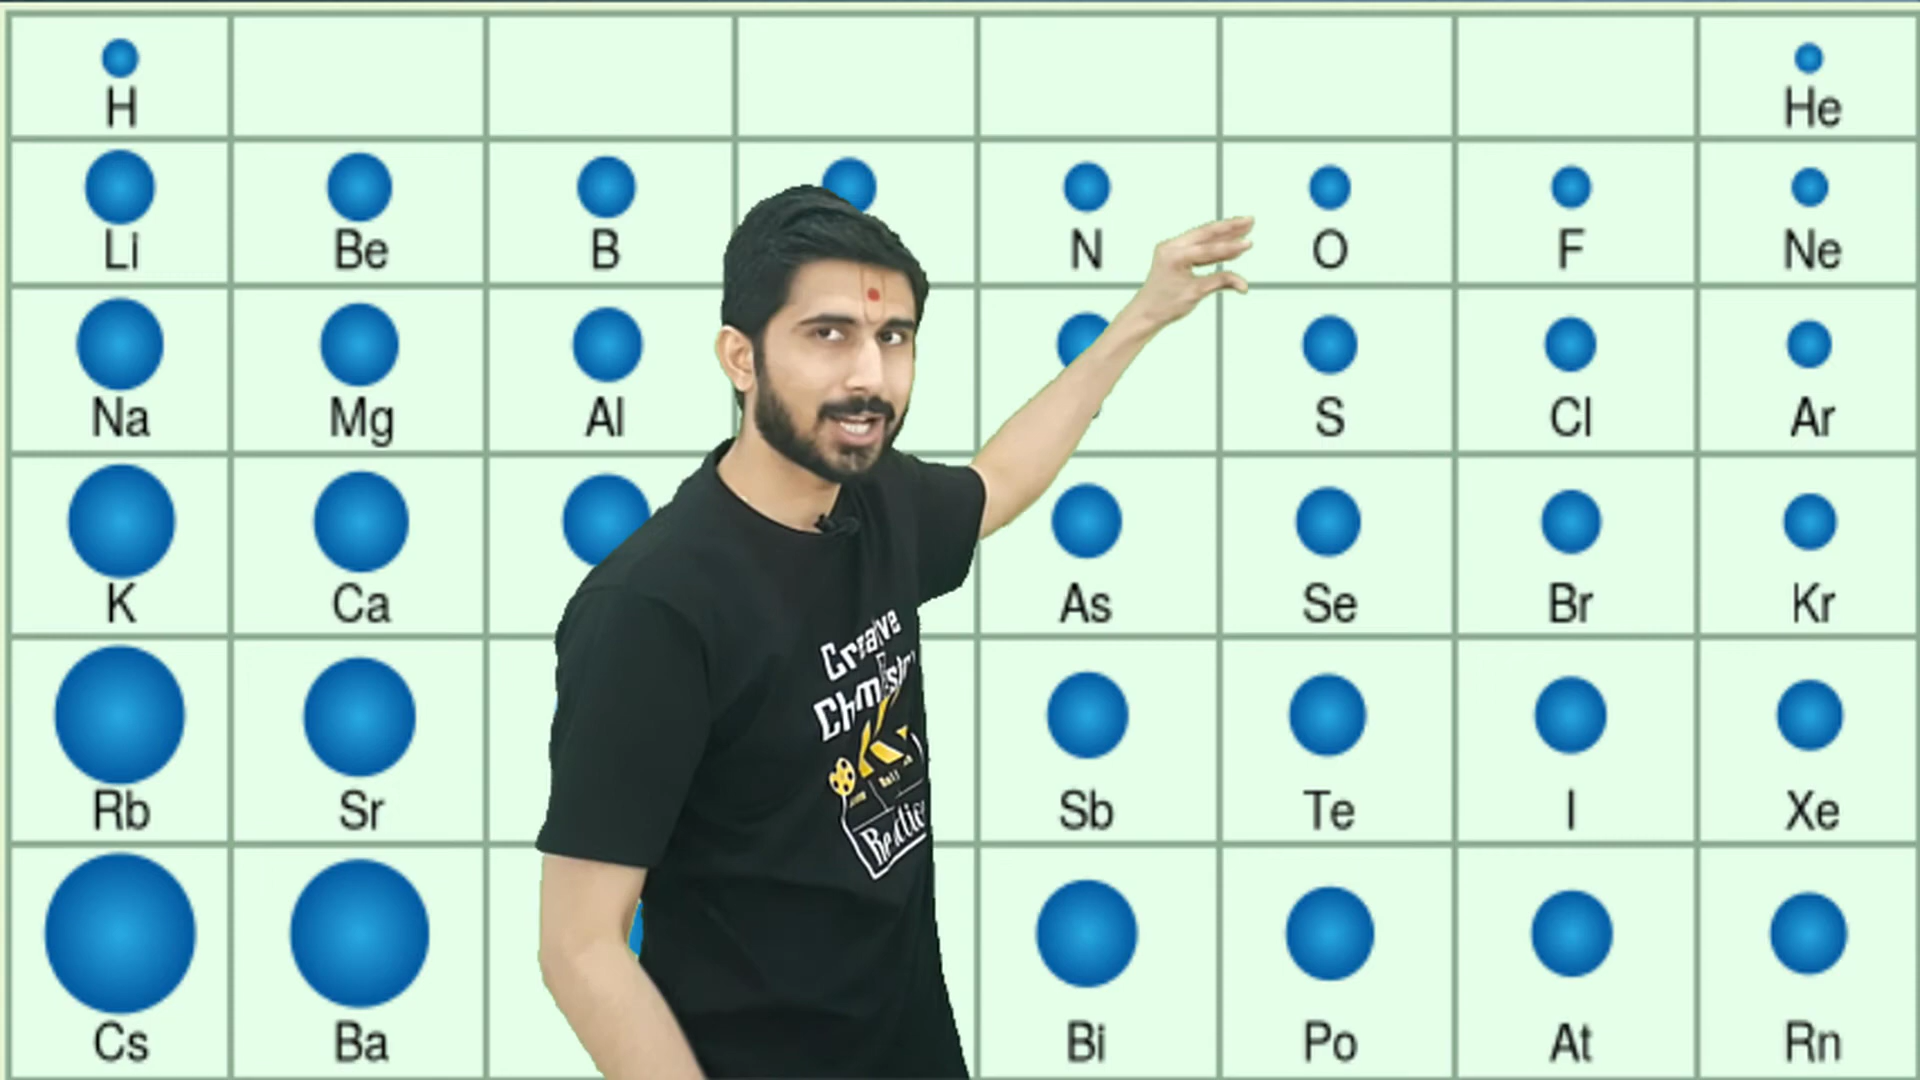 H He
Li Be B N O F Ne
Na Mg Al S Cl Ar
K Ca As Se Br Kr
Rb Sr Sb Te I Xe
Cs Ba Bi Po At Rn
Creative